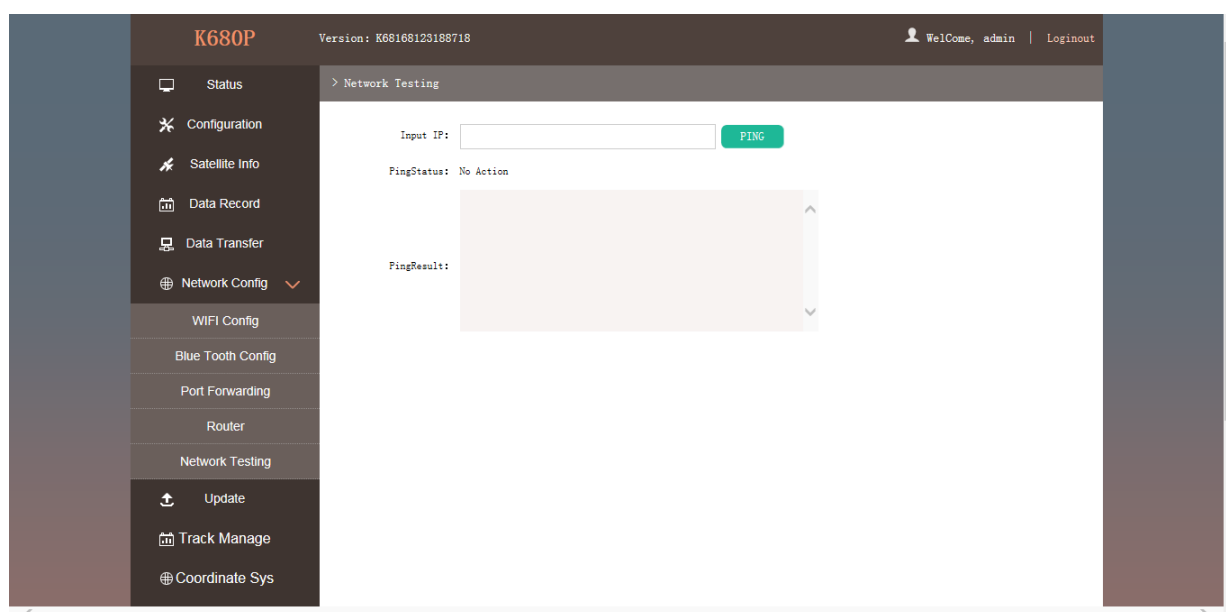 K680P
Version: K68168123188718
WelCome, admin | Loginout
Status
> Network Testing
Configuration
Satellite Info
Data Record
Data Transfer
Network Config
WIFI Config
Blue Tooth Config
Port Forwarding
Router
Network Testing
Update
Track Manage
Coordinate Sys
Input IP:
PING
PingStatus: No Action
PingResult: